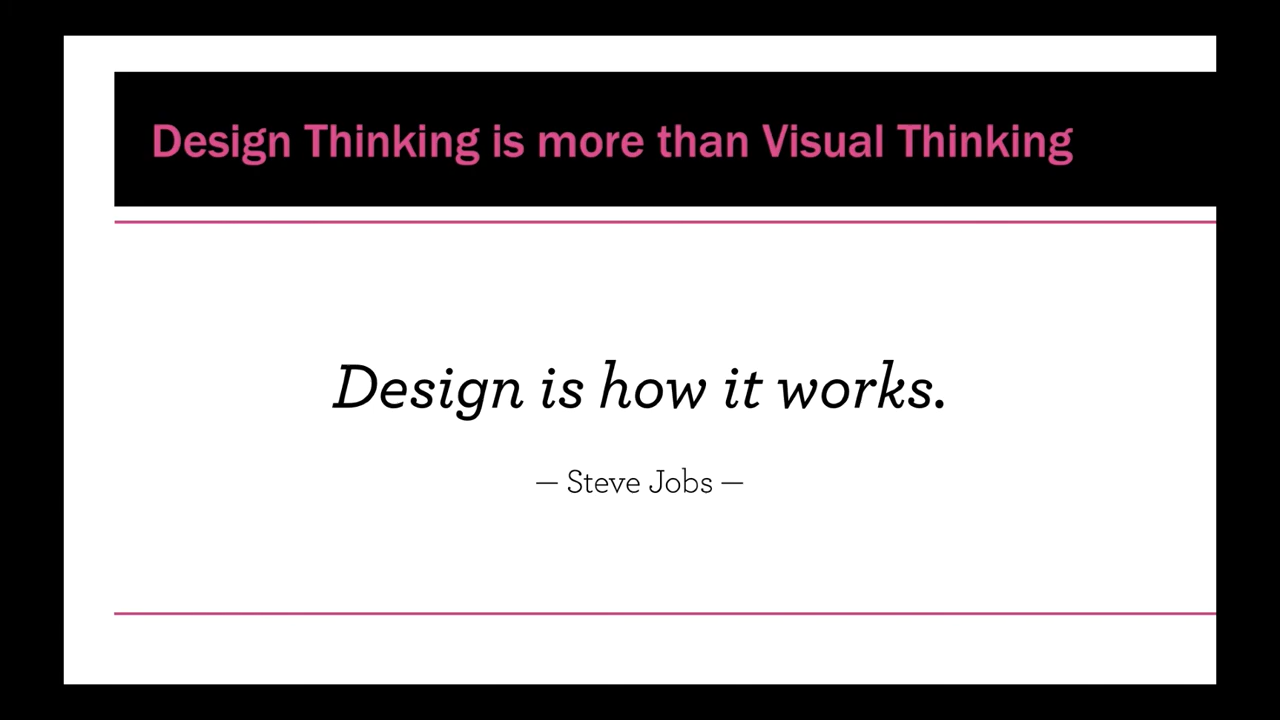 Design Thinking is more than Visual Thinking
Design is how it works.
— Steve Jobs —